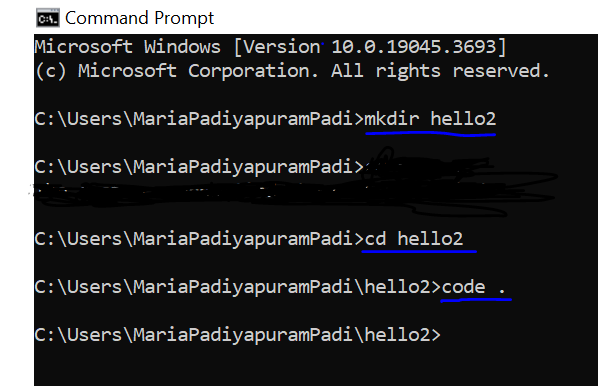 Command Prompt
Microsoft Windows [Version 10.0.19045.3693]
(c) Microsoft Corporation. All rights reserved.
C:\Users\MariaPadiyapuramPadi>mkdir hello2
C:\Users\MariaPadiyapuramPadi>
C:\Users\MariaPadiyapuramPadi>cd hello2
C:\Users\MariaPadiyapuramPadi\hello2>code .
C:\Users\MariaPadiyapuramPadi\hello2>